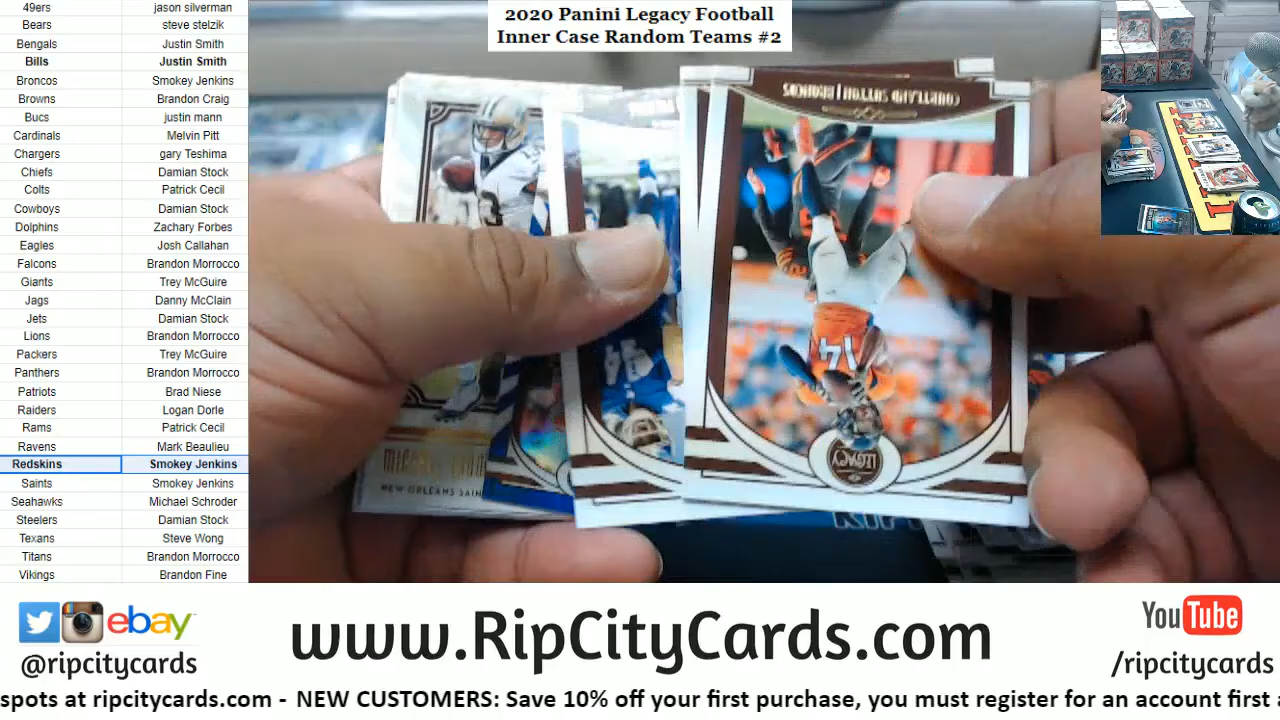 2020 Panini Legacy Football
Inner Case Random Teams #2
49ers jason silverman
Bears steve stelzik
Bengals Justin Smith
Bills Justin Smith
Broncos Smokey Jenkins
Browns Brandon Craig
Bucs justin mann
Cardinals Melvin Pitt
Chargers gary Teshima
Chiefs Damian Stock
Colts Patrick Cecil
Cowboys Damian Stock
Dolphins Zachary Forbes
Eagles Josh Callahan
Falcons Brandon Morrocco
Giants Trey McGuire
Jags Danny McClain
Jets Damian Stock
Lions Brandon Morrocco
Packers Trey McGuire
Panthers Brandon Morrocco
Patriots Brad Niese
Raiders Logan Dorle
Rams Patrick Cecil
Ravens Mark Beaulieu
Redskins Smokey Jenkins
Saints Smokey Jenkins
Seahawks Michael Schroder
Steelers Damian Stock
Texans Steve Wong
Titans Brandon Morrocco
Vikings Brandon Fine
COURTLAND SUTTON | BRONCOS
14
LEGACY
NEW ORLEANS SAIN
ebay
@ripcitycards
www.RipCityCards.com
YouTube
/ripcitycards
spots at ripcitycards.com - NEW CUSTOMERS: Save 10% off your first purchase, you must register for an account first